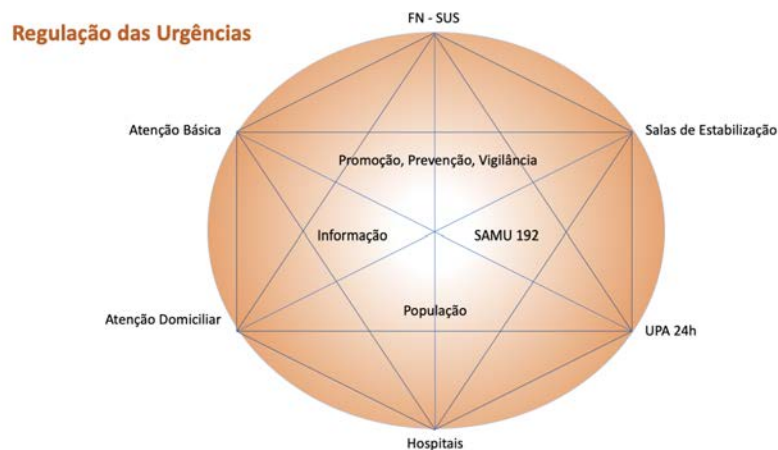 FN - SUS
Regulação das Urgências
Atenção Básica
Salas de Estabilização
Promoção, Prevenção, Vigilância
Informação
SAMU 192
População
Atenção Domiciliar
UPA 24h
Hospitais